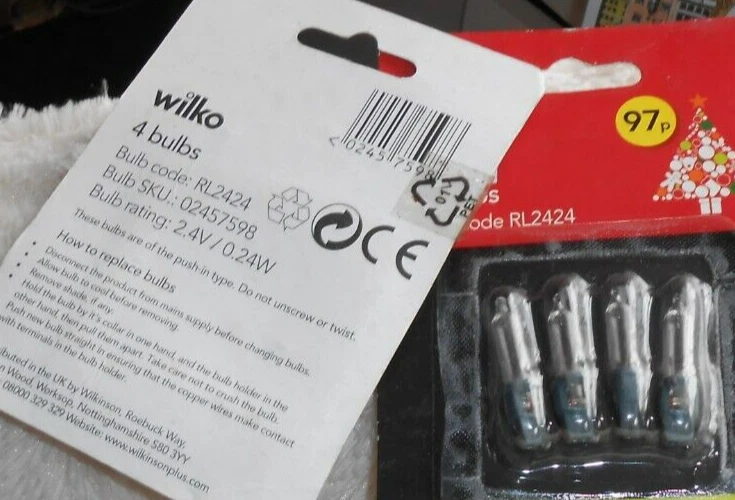 wilko
4 bulbs
Bulb code: RL2424
Bulb SKU.: 02457598
Bulb rating: 2.4V / 0.24W
<02457598
01
PET
CE
These bulbs are of the push in type. Do not unscrew or twist.
How to replace bulbs
• Disconnect the product from mains supply before changing bulbs.
• Allow bulb to cool before removing.
• Remove shade, if any.
Hold the bulb by it's collar in one hand, and the bulb holder in the
other hand, then pull them apart. Take care not to crush the bulb.
Push new bulb straight in ensuring that the copper wires make contact
with terminals in the bulb holder.
buted in the UK by Wilkinson, Roebuck Way,
n Wood, Worksop, Nottinghamshire S80 3YY
08000 329 329 Website: www.wilkinsonplus.com
97p
bs
ode RL2424